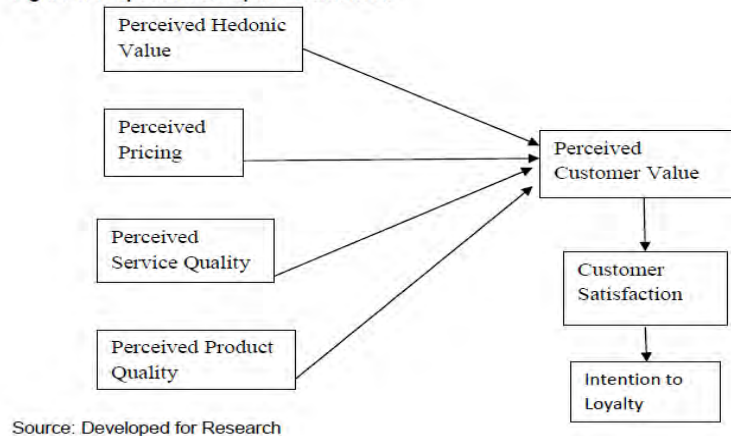 Perceived Hedonic
Value
Perceived
Pricing
Perceived
Service Quality
Perceived Product
Quality
Perceived
Customer Value
Customer
Satisfaction
Intention to
Loyalty
Source: Developed for Research